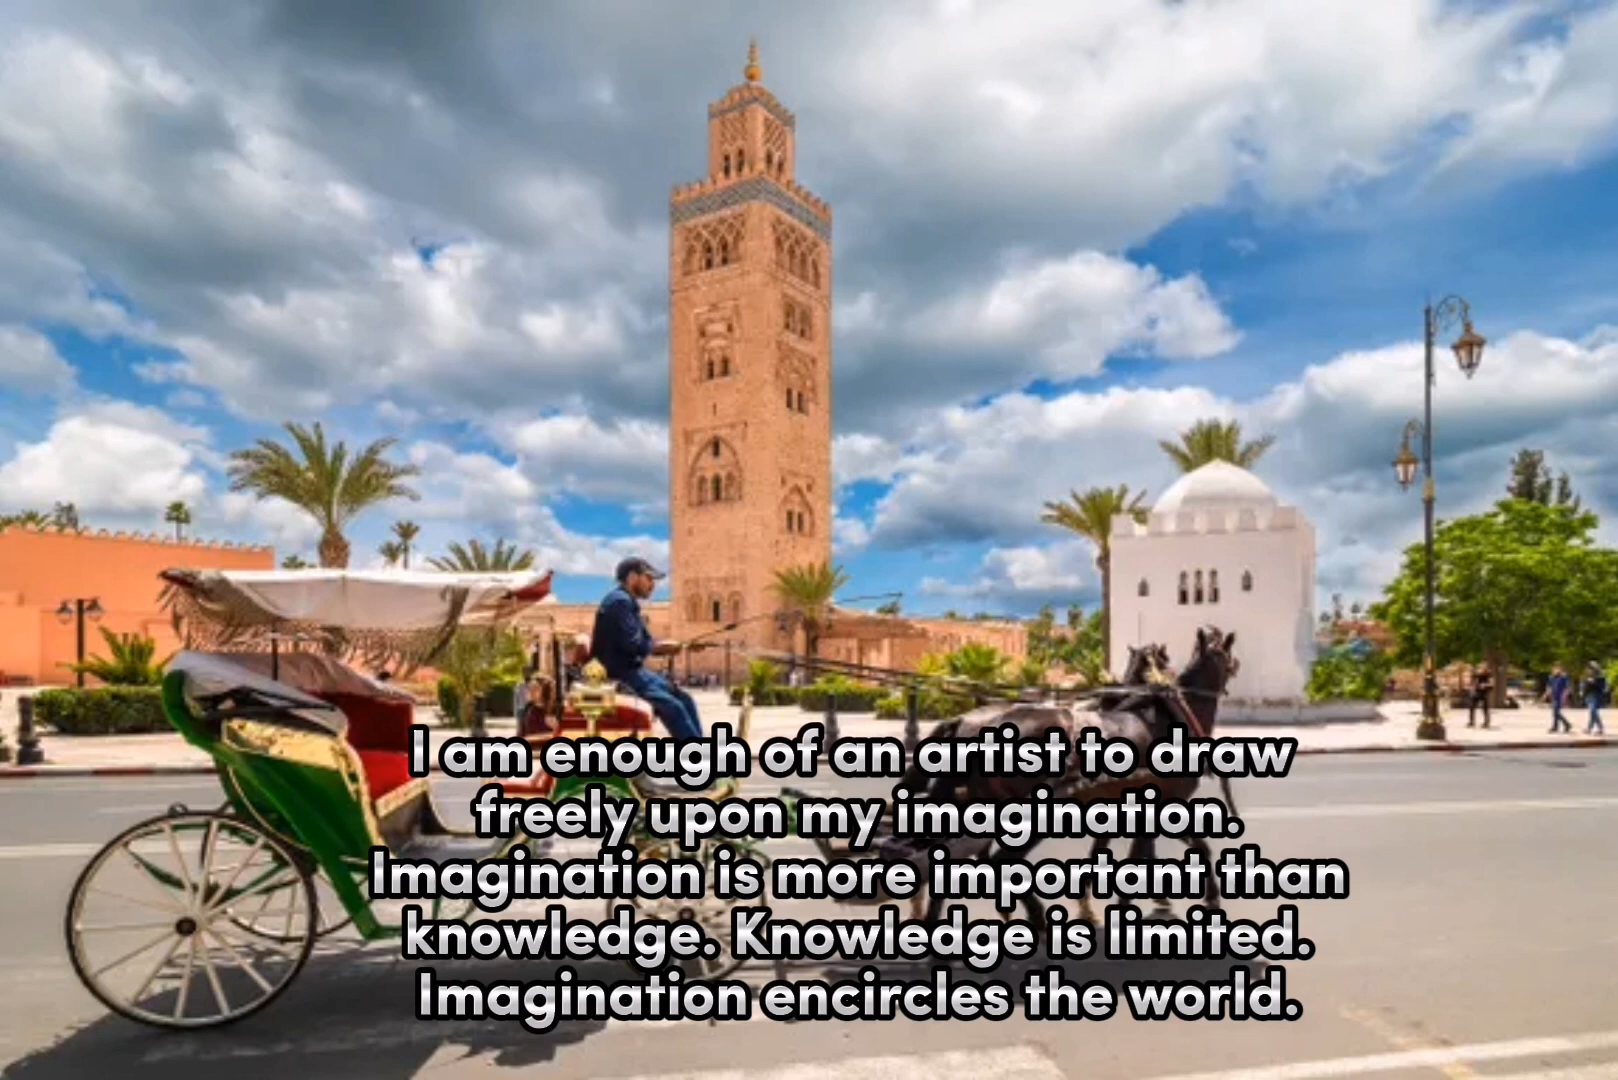 I am enough of an artist to draw
freely upon my imagination.
Imagination is more important than
knowledge. Knowledge is limited.
Imagination encircles the world.